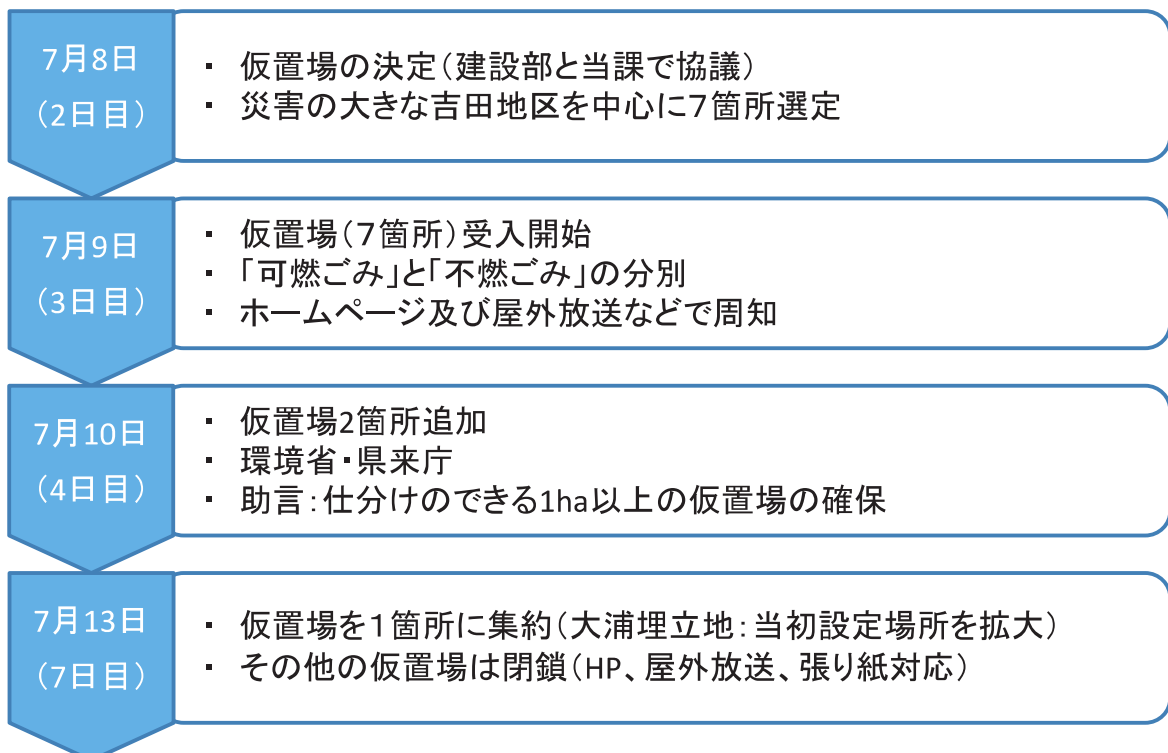 7月8日
（2日目）
・ 仮置場の決定（建設部と当課で協議）
・ 災害の大きな吉田地区を中心に７箇所選定
7月9日
（3日目）
・ 仮置場（７箇所）受入開始
・ 「可燃ごみ」と「不燃ごみ」の分別
・ ホームページ及び屋外放送などで周知
7月10日
（4日目）
・ 仮置場2箇所追加
・ 環境省・県来庁
・ 助言：仕分けのできる1ha以上の仮置場の確保
7月13日
（7日目）
・ 仮置場を１箇所に集約（大浦埋立地：当初設定場所を拡大）
・ その他の仮置場は閉鎖（HP、屋外放送、張り紙対応）